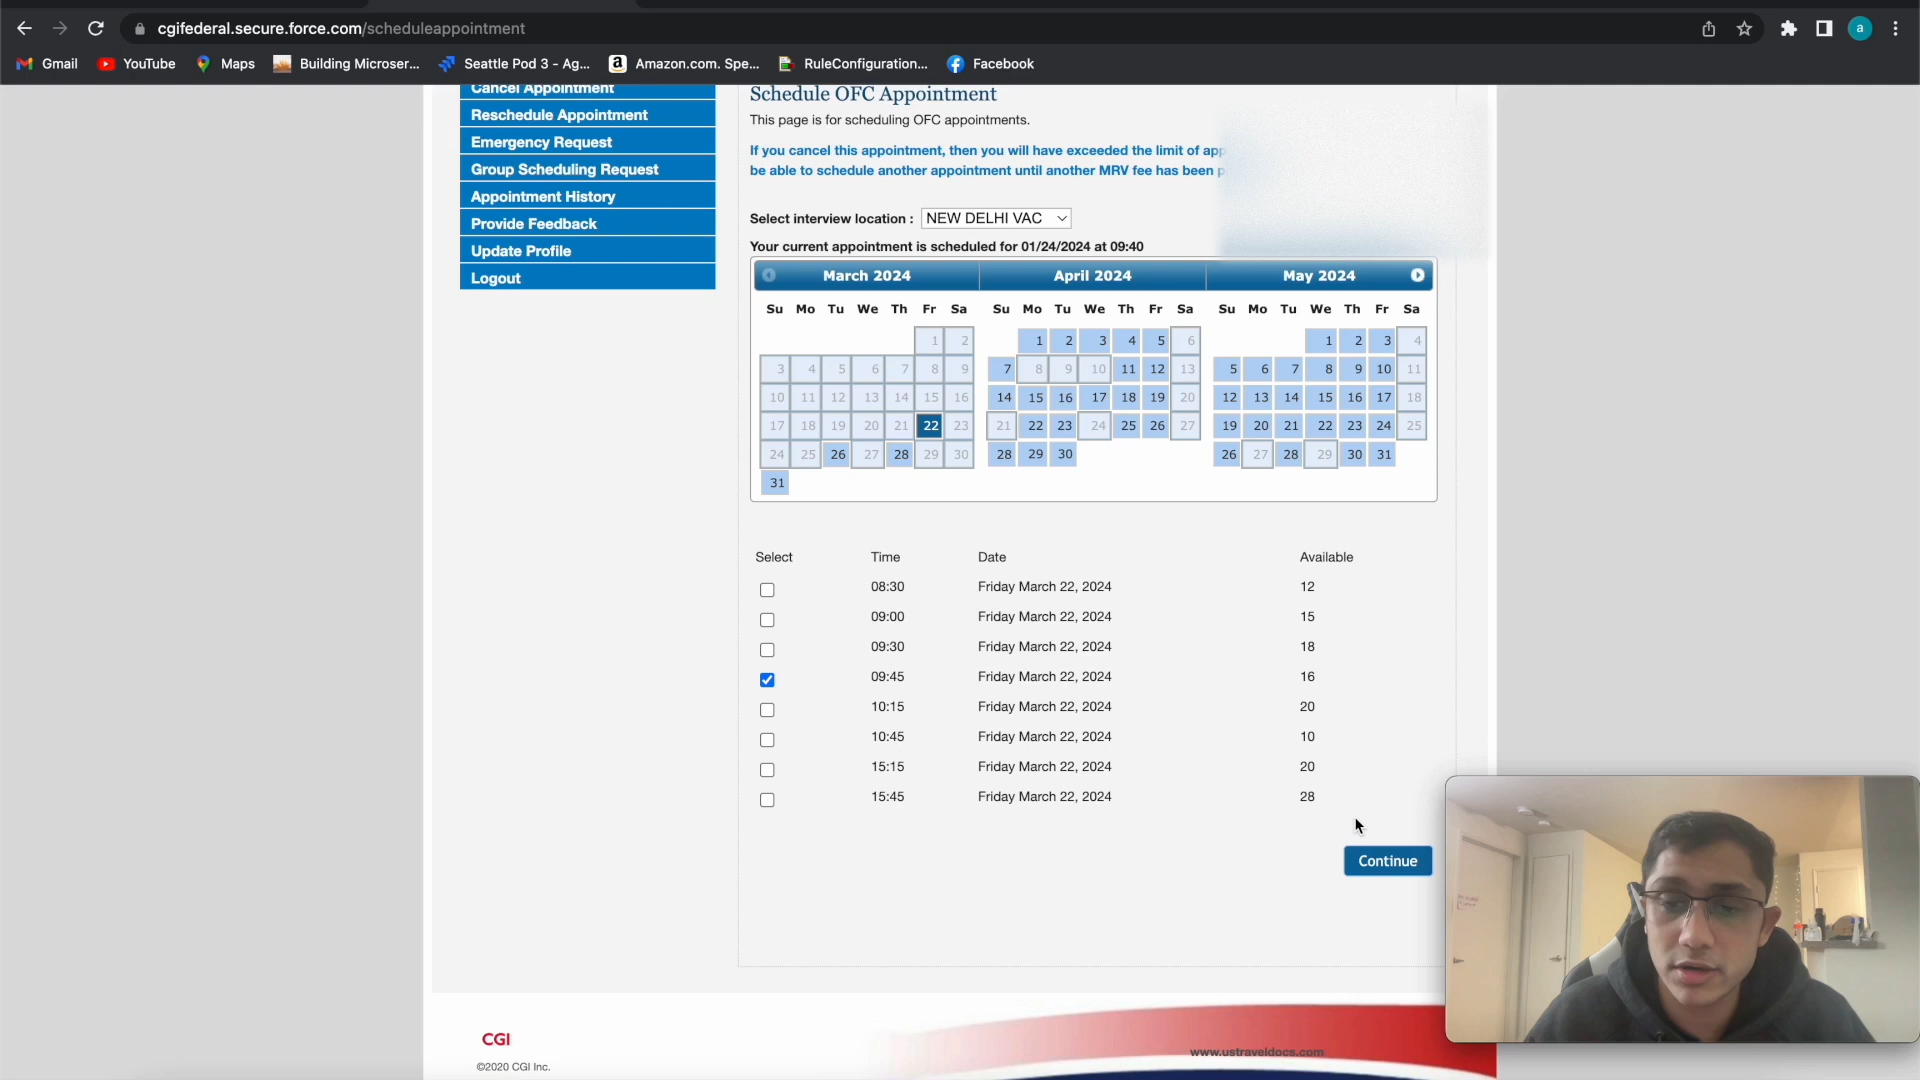 cgifederal.secure.force.com/scheduleappointment
a
Gmail
YouTube
Maps
Building Microser...
Seattle Pod 3 - Ag...
Amazon.com. Spe...
RuleConfiguration...
Facebook
Cancel Appointment
Reschedule Appointment
Emergency Request
Group Scheduling Request
Appointment History
Provide Feedback
Update Profile
Logout
Schedule OFC Appointment
This page is for scheduling OFC appointments.
If you cancel this appointment, then you will have exceeded the limit of app
be able to schedule another appointment until another MRV fee has been p
Select interview location : NEW DELHI VAC
Your current appointment is scheduled for 01/24/2024 at 09:40
March 2024
Su Mo Tu We Th Fr Sa
1 2
3 4 5 6 7 8 9
10 11 12 13 14 15 16
17 18 19 20 21 22 23
24 25 26 27 28 29 30
31
April 2024
Su Mo Tu We Th Fr Sa
1 2 3 4 5 6
7 8 9 10 11 12 13
14 15 16 17 18 19 20
21 22 23 24 25 26 27
28 29 30
May 2024
Su Mo Tu We Th Fr Sa
1 2 3 4
5 6 7 8 9 10 11
12 13 14 15 16 17 18
19 20 21 22 23 24 25
26 27 28 29 30 31
Select Time Date Available
08:30 Friday March 22, 2024 12
09:00 Friday March 22, 2024 15
09:30 Friday March 22, 2024 18
09:45 Friday March 22, 2024 16
10:15 Friday March 22, 2024 20
10:45 Friday March 22, 2024 10
15:15 Friday March 22, 2024 20
15:45 Friday March 22, 2024 28
Continue
CGI
©2020 CGI Inc.
www.ustraveldocs.com